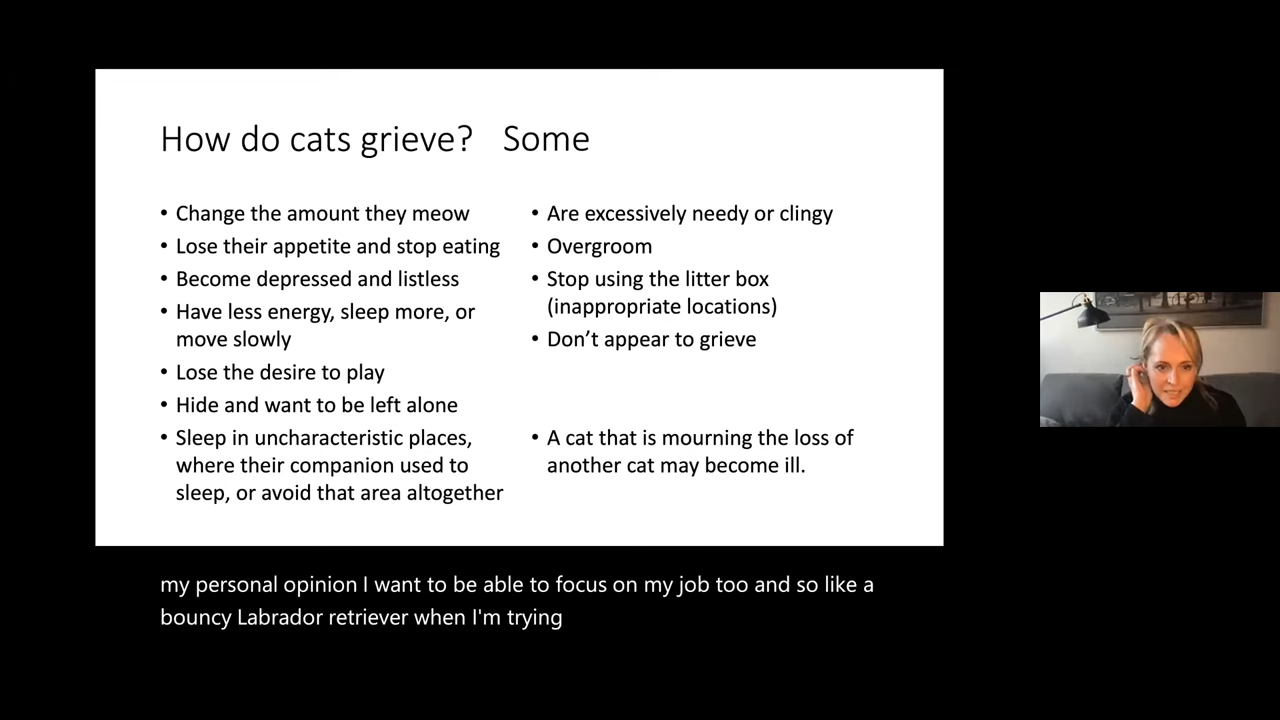 How do cats grieve? Some
• Change the amount they meow
• Lose their appetite and stop eating
• Become depressed and listless
• Have less energy, sleep more, or
move slowly
• Lose the desire to play
• Hide and want to be left alone
• Sleep in uncharacteristic places,
where their companion used to
sleep, or avoid that area altogether
• Are excessively needy or clingy
• Overgroom
• Stop using the litter box
(inappropriate locations)
• Don’t appear to grieve
• A cat that is mourning the loss of
another cat may become ill.
my personal opinion I want to be able to focus on my job too and so like a
bouncy Labrador retriever when I'm trying